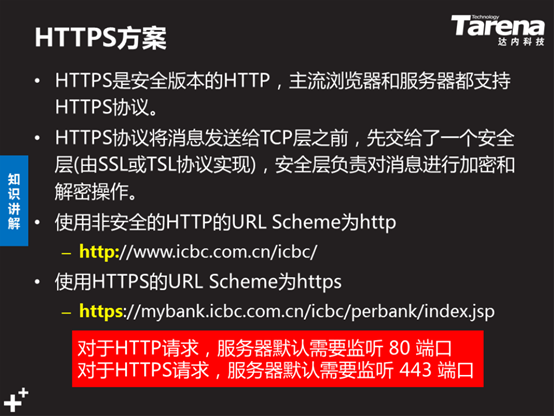 HTTPS方案
Technology
Tarena
达内科技
• HTTPS是安全版本的HTTP，主流浏览器和服务器都支持
HTTPS协议。
• HTTPS协议将消息发送给TCP层之前，先交给了一个安全
层(由SSL或TSL协议实现)，安全层负责对消息进行加密和
解密操作。
知识讲解
• 使用非安全的HTTP的URL Scheme为http
– http://www.icbc.com.cn/icbc/
• 使用HTTPS的URL Scheme为https
– https://mybank.icbc.com.cn/icbc/perbank/index.jsp
对于HTTP请求，服务器默认需要监听 80 端口
对于HTTPS请求，服务器默认需要监听 443 端口